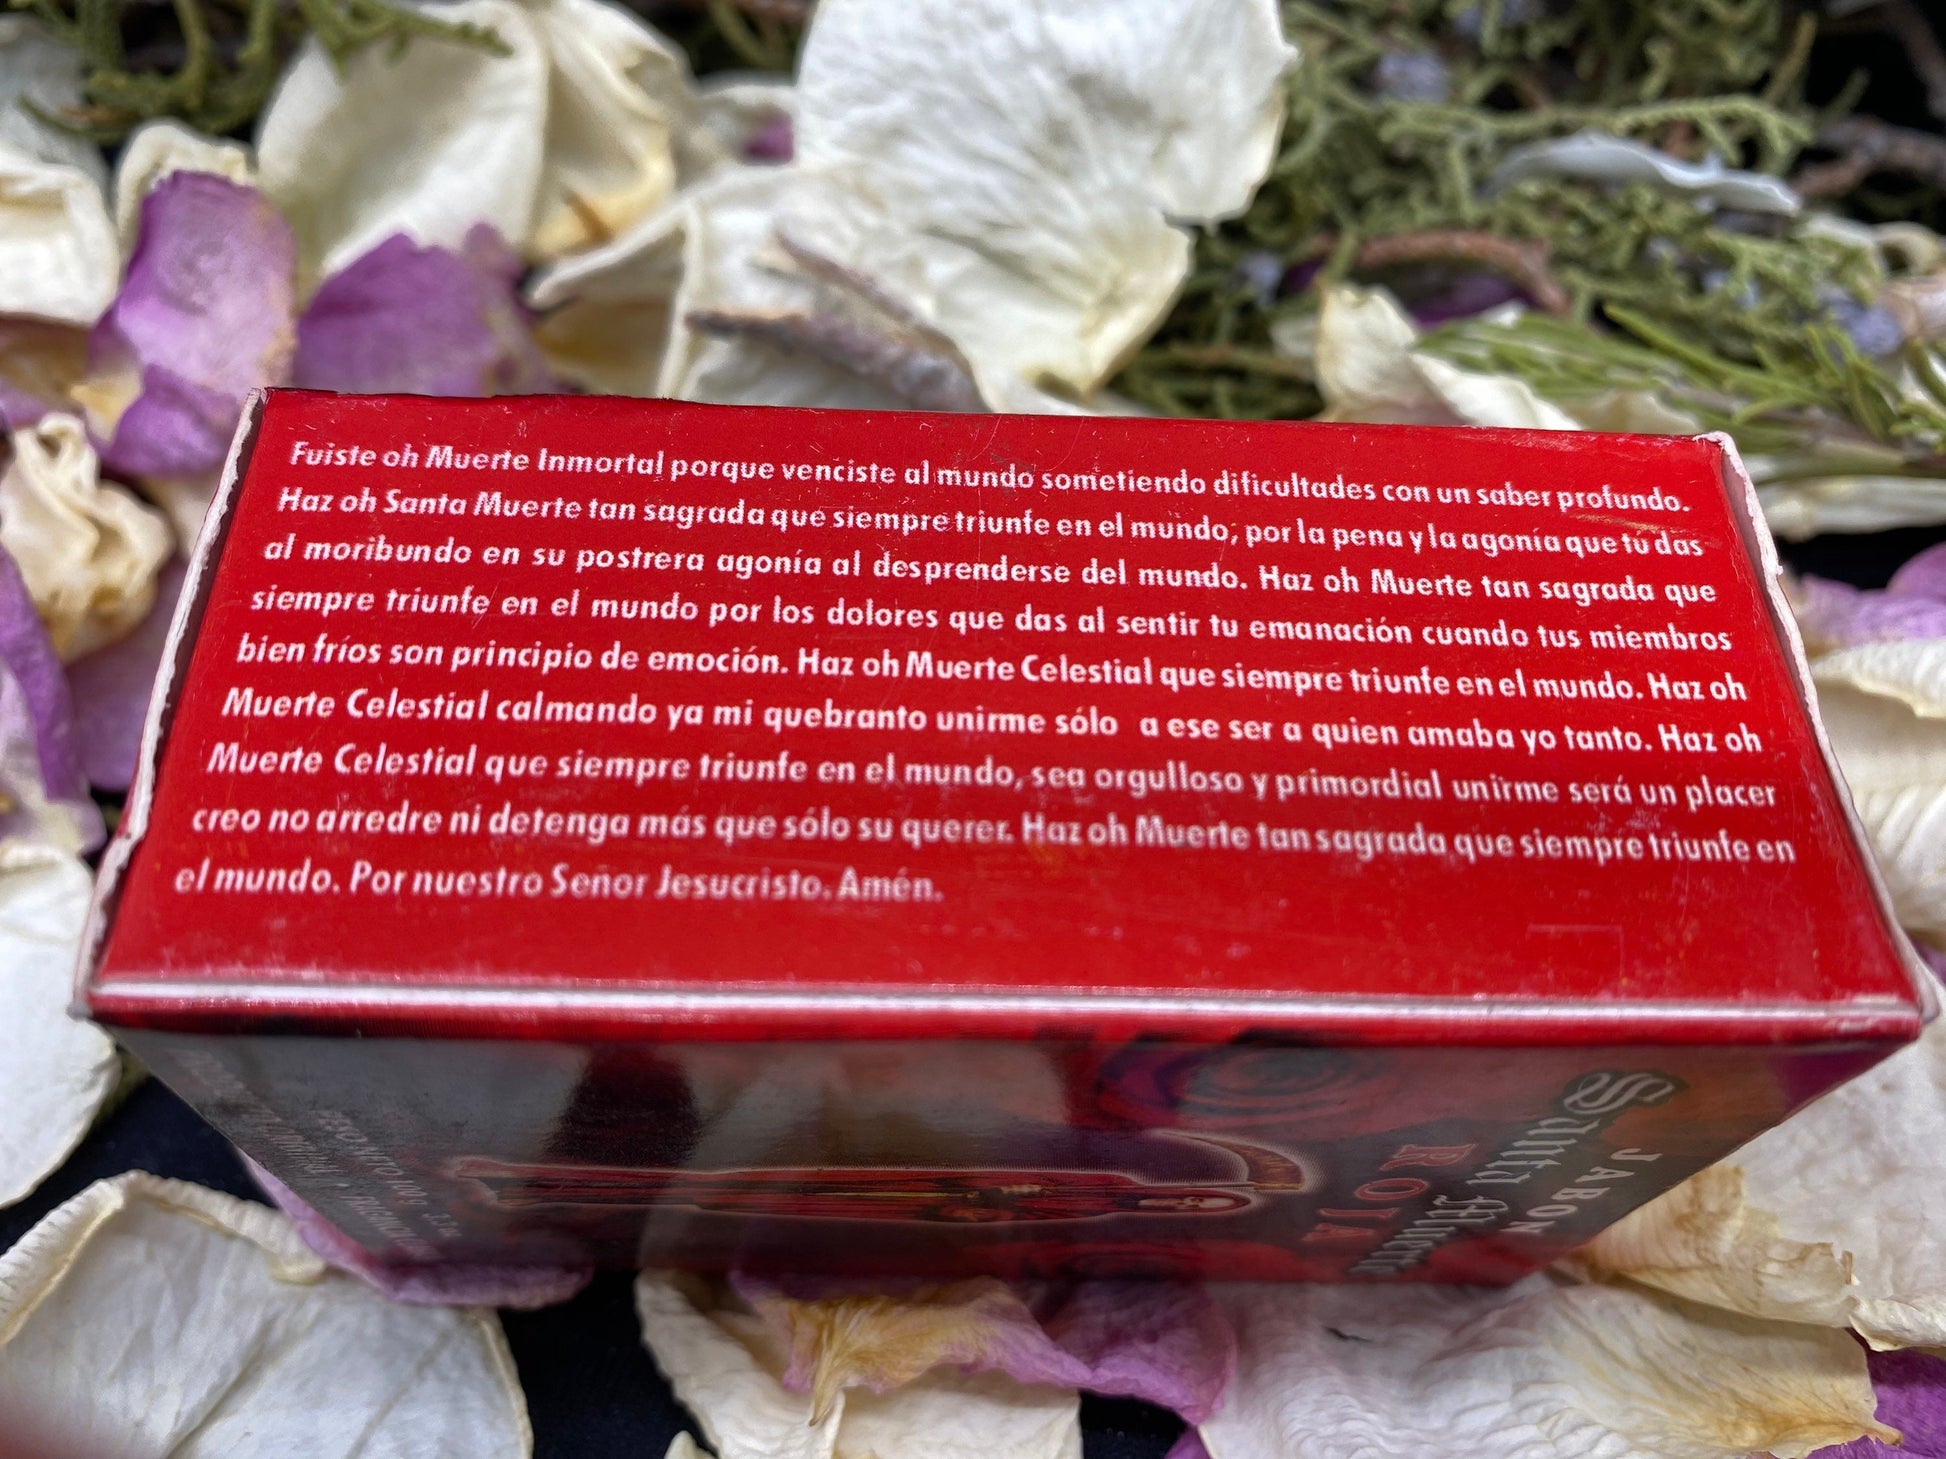 Fuiste oh Muerte Inmortal porque venciste al mundo sometiendo dificultades con un saber profundo.
Haz oh Santa Muerte tan sagrada que siempre triunfe en el mundo, por la pena y la agonía que tú das
al moribundo en su postrera agonía al desprenderse del mundo. Haz oh Muerte tan sagrada que
siempre triunfe en el mundo por los dolores que das al sentir tu emanación cuando tus miembros
bien fríos son principio de emoción. Haz oh Muerte Celestial que siempre triunfe en el mundo. Haz oh
Muerte Celestial calmando ya mi quebranto unirme sólo a ese ser a quien amaba yo tanto. Haz oh
Muerte Celestial que siempre triunfe en el mundo, sea orgulloso y primordial unirme será un placer
creo no arredre ni detenga más que sólo su querer. Haz oh Muerte tan sagrada que siempre triunfe en
el mundo. Por nuestro Señor Jesucristo. Amén.
JABON
Santa Muerte
ROJA